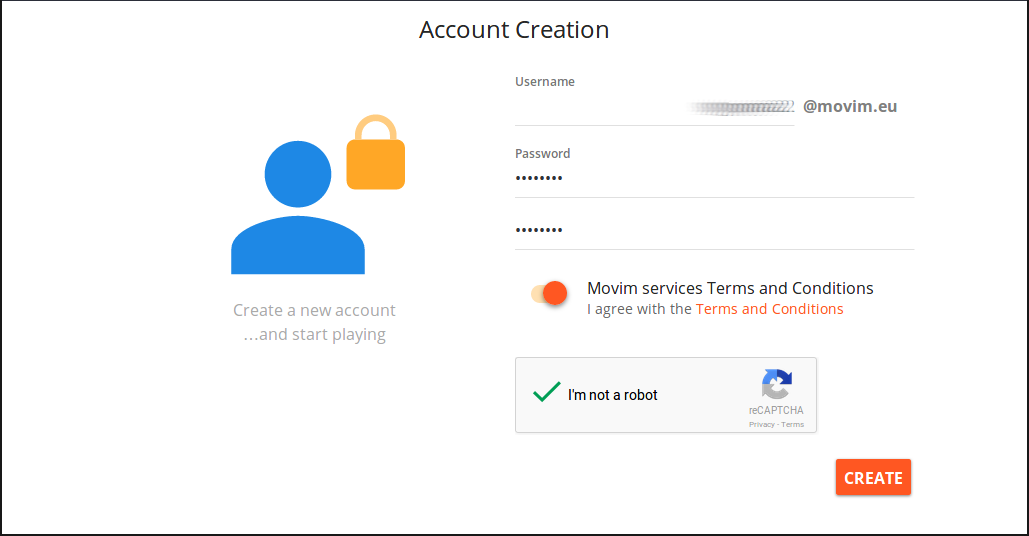 Account Creation
Username
@movim.eu
Password
••••••••
••••••••
Create a new account
...and start playing
Movim services Terms and Conditions
I agree with the Terms and Conditions
I'm not a robot
reCAPTCHA
Privacy - Terms
CREATE